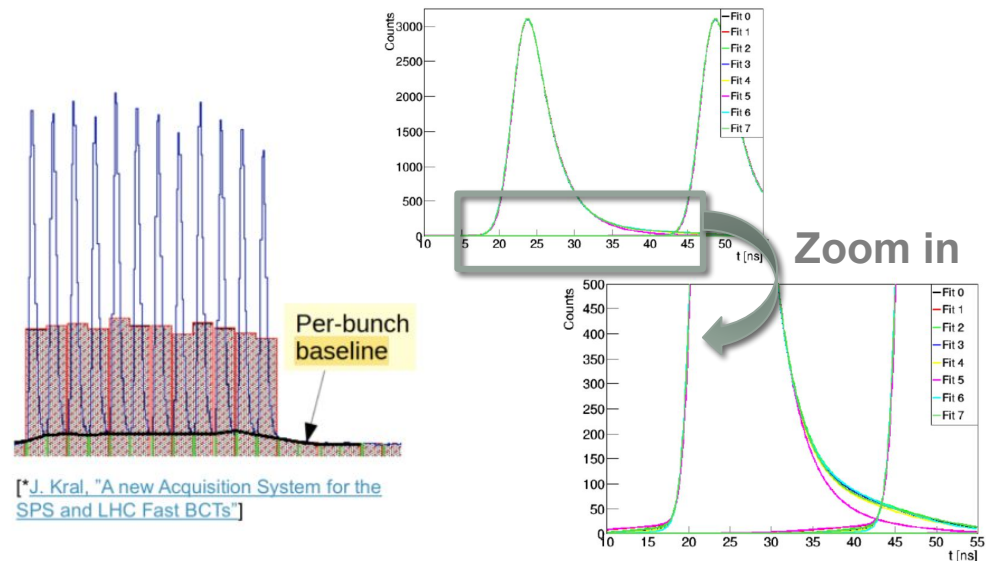 Counts
3000
2500
2000
1500
1000
500
0
10
15
20
25
30
35
40
45
50
t [ns]
Fit 0
Fit 1
Fit 2
Fit 3
Fit 4
Fit 5
Fit 6
Fit 7
Zoom in
Per-bunch
baseline
[*J. Kral, "A new Acquisition System for the
SPS and LHC Fast BCTs"]
Counts
500
450
400
350
300
250
200
150
100
50
0
10
15
20
25
30
35
40
45
50
55
t [ns]
Fit 0
Fit 1
Fit 2
Fit 3
Fit 4
Fit 5
Fit 6
Fit 7